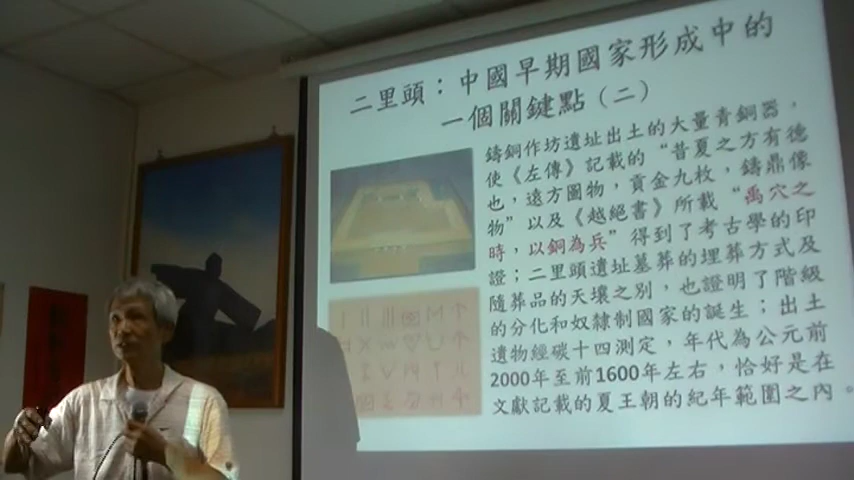 二里頭：中國早期國家形成中的
一個關鍵點（二）
鑄銅作坊遺址出土的大量青銅器，
使《左傳》記載的“昔夏之方有德
也，遠方圖物，貢金九枚，鑄鼎像
物”以及《越絕書》所載“禹穴之
時，以銅為兵”得到了考古學的印
證；二里頭遺址墓葬的埋葬方式及
隨葬品的天壤之別，也證明了階級
的分化和奴隸制國家的誕生；出土
遺物經碳十四測定，年代為公元前
2000年至前1600年左右，恰好是在
文獻記載的夏王朝的紀年範圍之內。